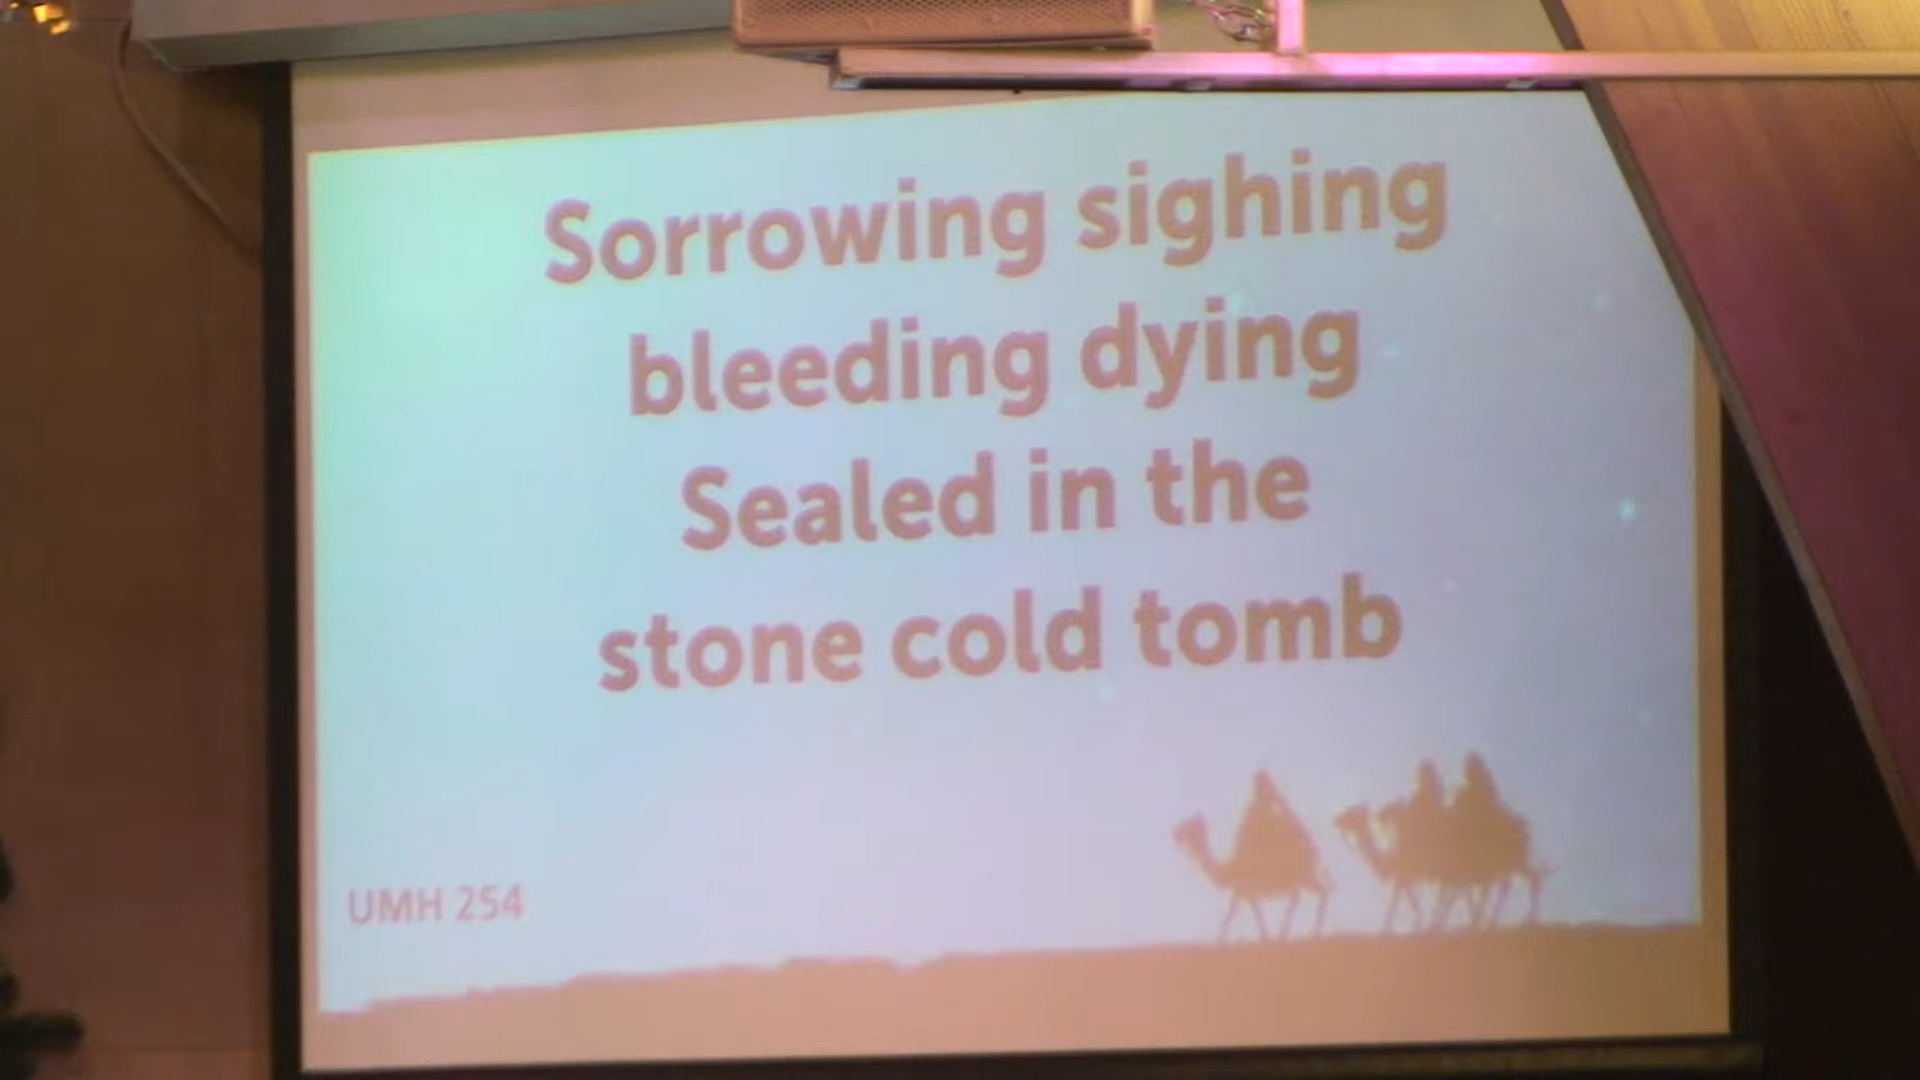 Sorrowing sighing
bleeding dying
Sealed in the
stone cold tomb
UMH 254